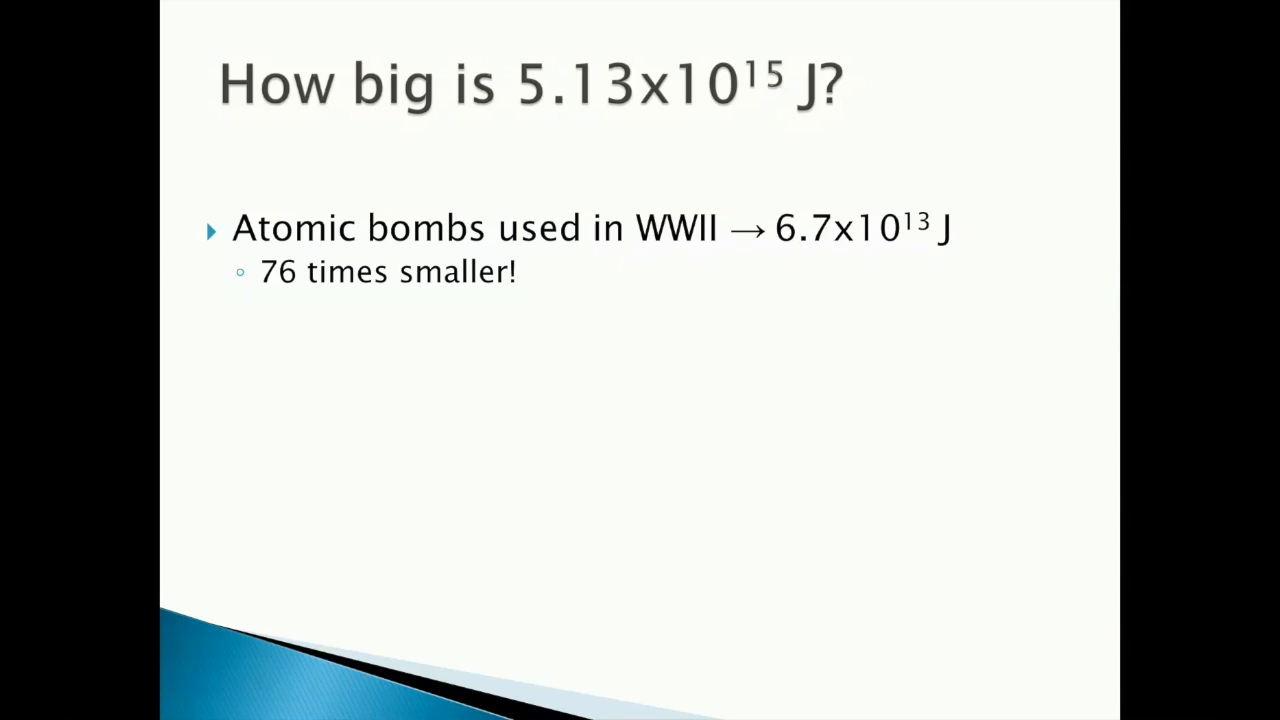 How big is 5.13x10¹⁵ J?
Atomic bombs used in WWII → 6.7x10¹³ J
76 times smaller!